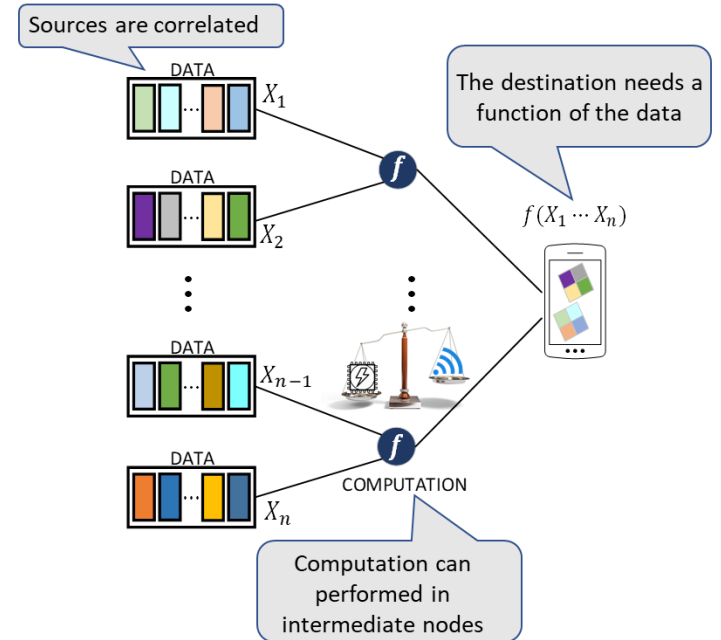 Sources are correlated
DATA
X₁
The destination needs a
function of the data
f
DATA
X₂
f(X₁ ⋯ Xₙ)
DATA
Xₙ₋₁
f
DATA
COMPUTATION
Xₙ
Computation can
performed in
intermediate nodes